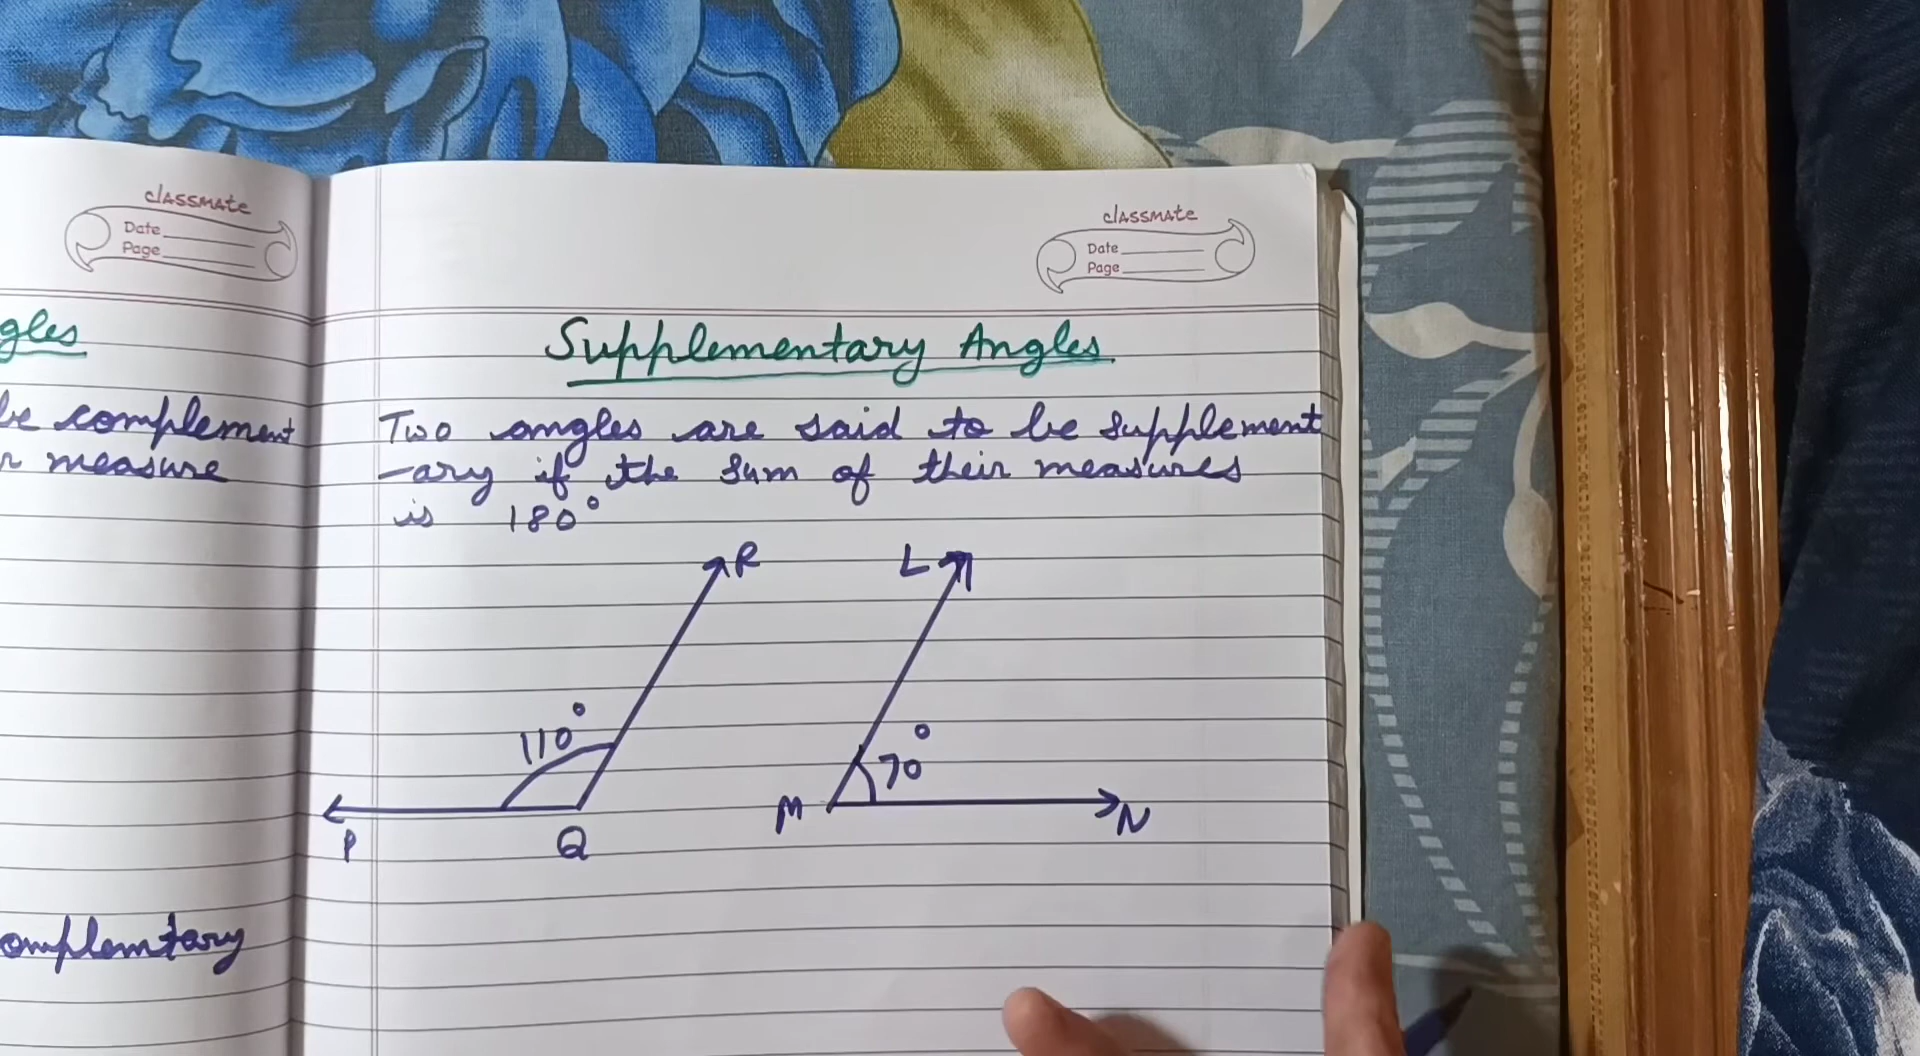 classmate
Date
Page
gles
be complement
measure
omplemtary
classmate
Date
Page
Supplementary Angles
Two angles are said to be supplement
-ary if the sum of their measures
is 180°
R
L
110°
70°
P
Q
M
N